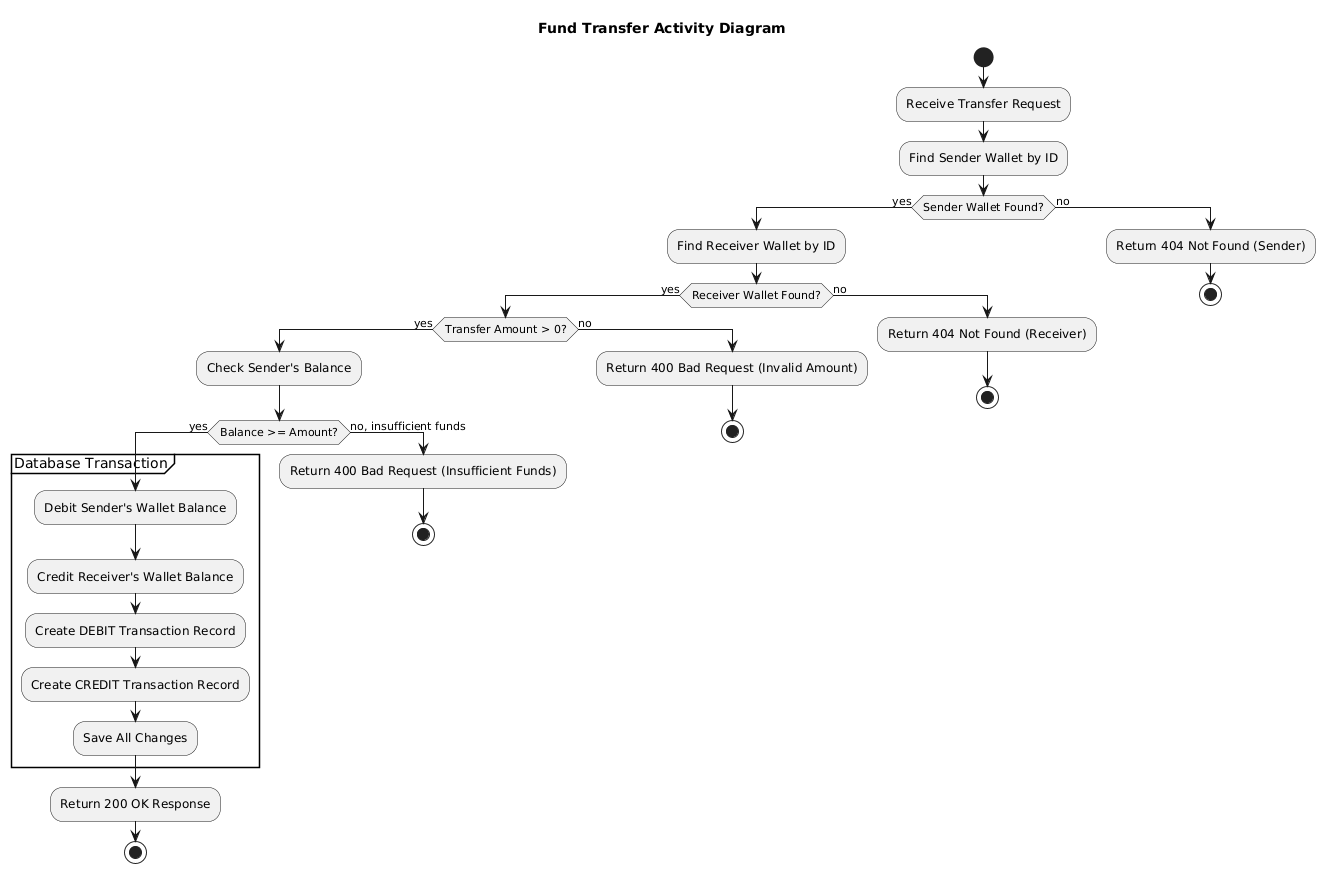 Fund Transfer Activity Diagram
Receive Transfer Request
Find Sender Wallet by ID
yes
Sender Wallet Found?
no
Find Receiver Wallet by ID
Return 404 Not Found (Sender)
yes
Receiver Wallet Found?
no
yes
Transfer Amount > 0?
no
Return 404 Not Found (Receiver)
Check Sender's Balance
Return 400 Bad Request (Invalid Amount)
yes
Balance >= Amount?
no, insufficient funds
Database Transaction
Return 400 Bad Request (Insufficient Funds)
Debit Sender's Wallet Balance
Credit Receiver's Wallet Balance
Create DEBIT Transaction Record
Create CREDIT Transaction Record
Save All Changes
Return 200 OK Response